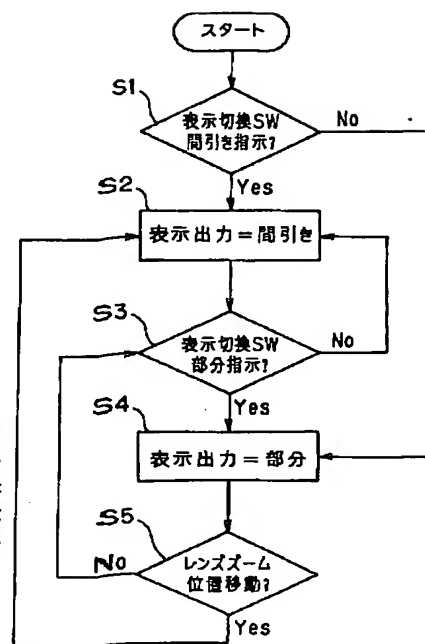 スタート
S1
表示切換SW
間引き指示?
No
Yes
S2
表示出力=間引き
S3
表示切換SW
部分指示?
No
Yes
S4
表示出力=部分
S5
レンズズーム
位置移動?
No
Yes